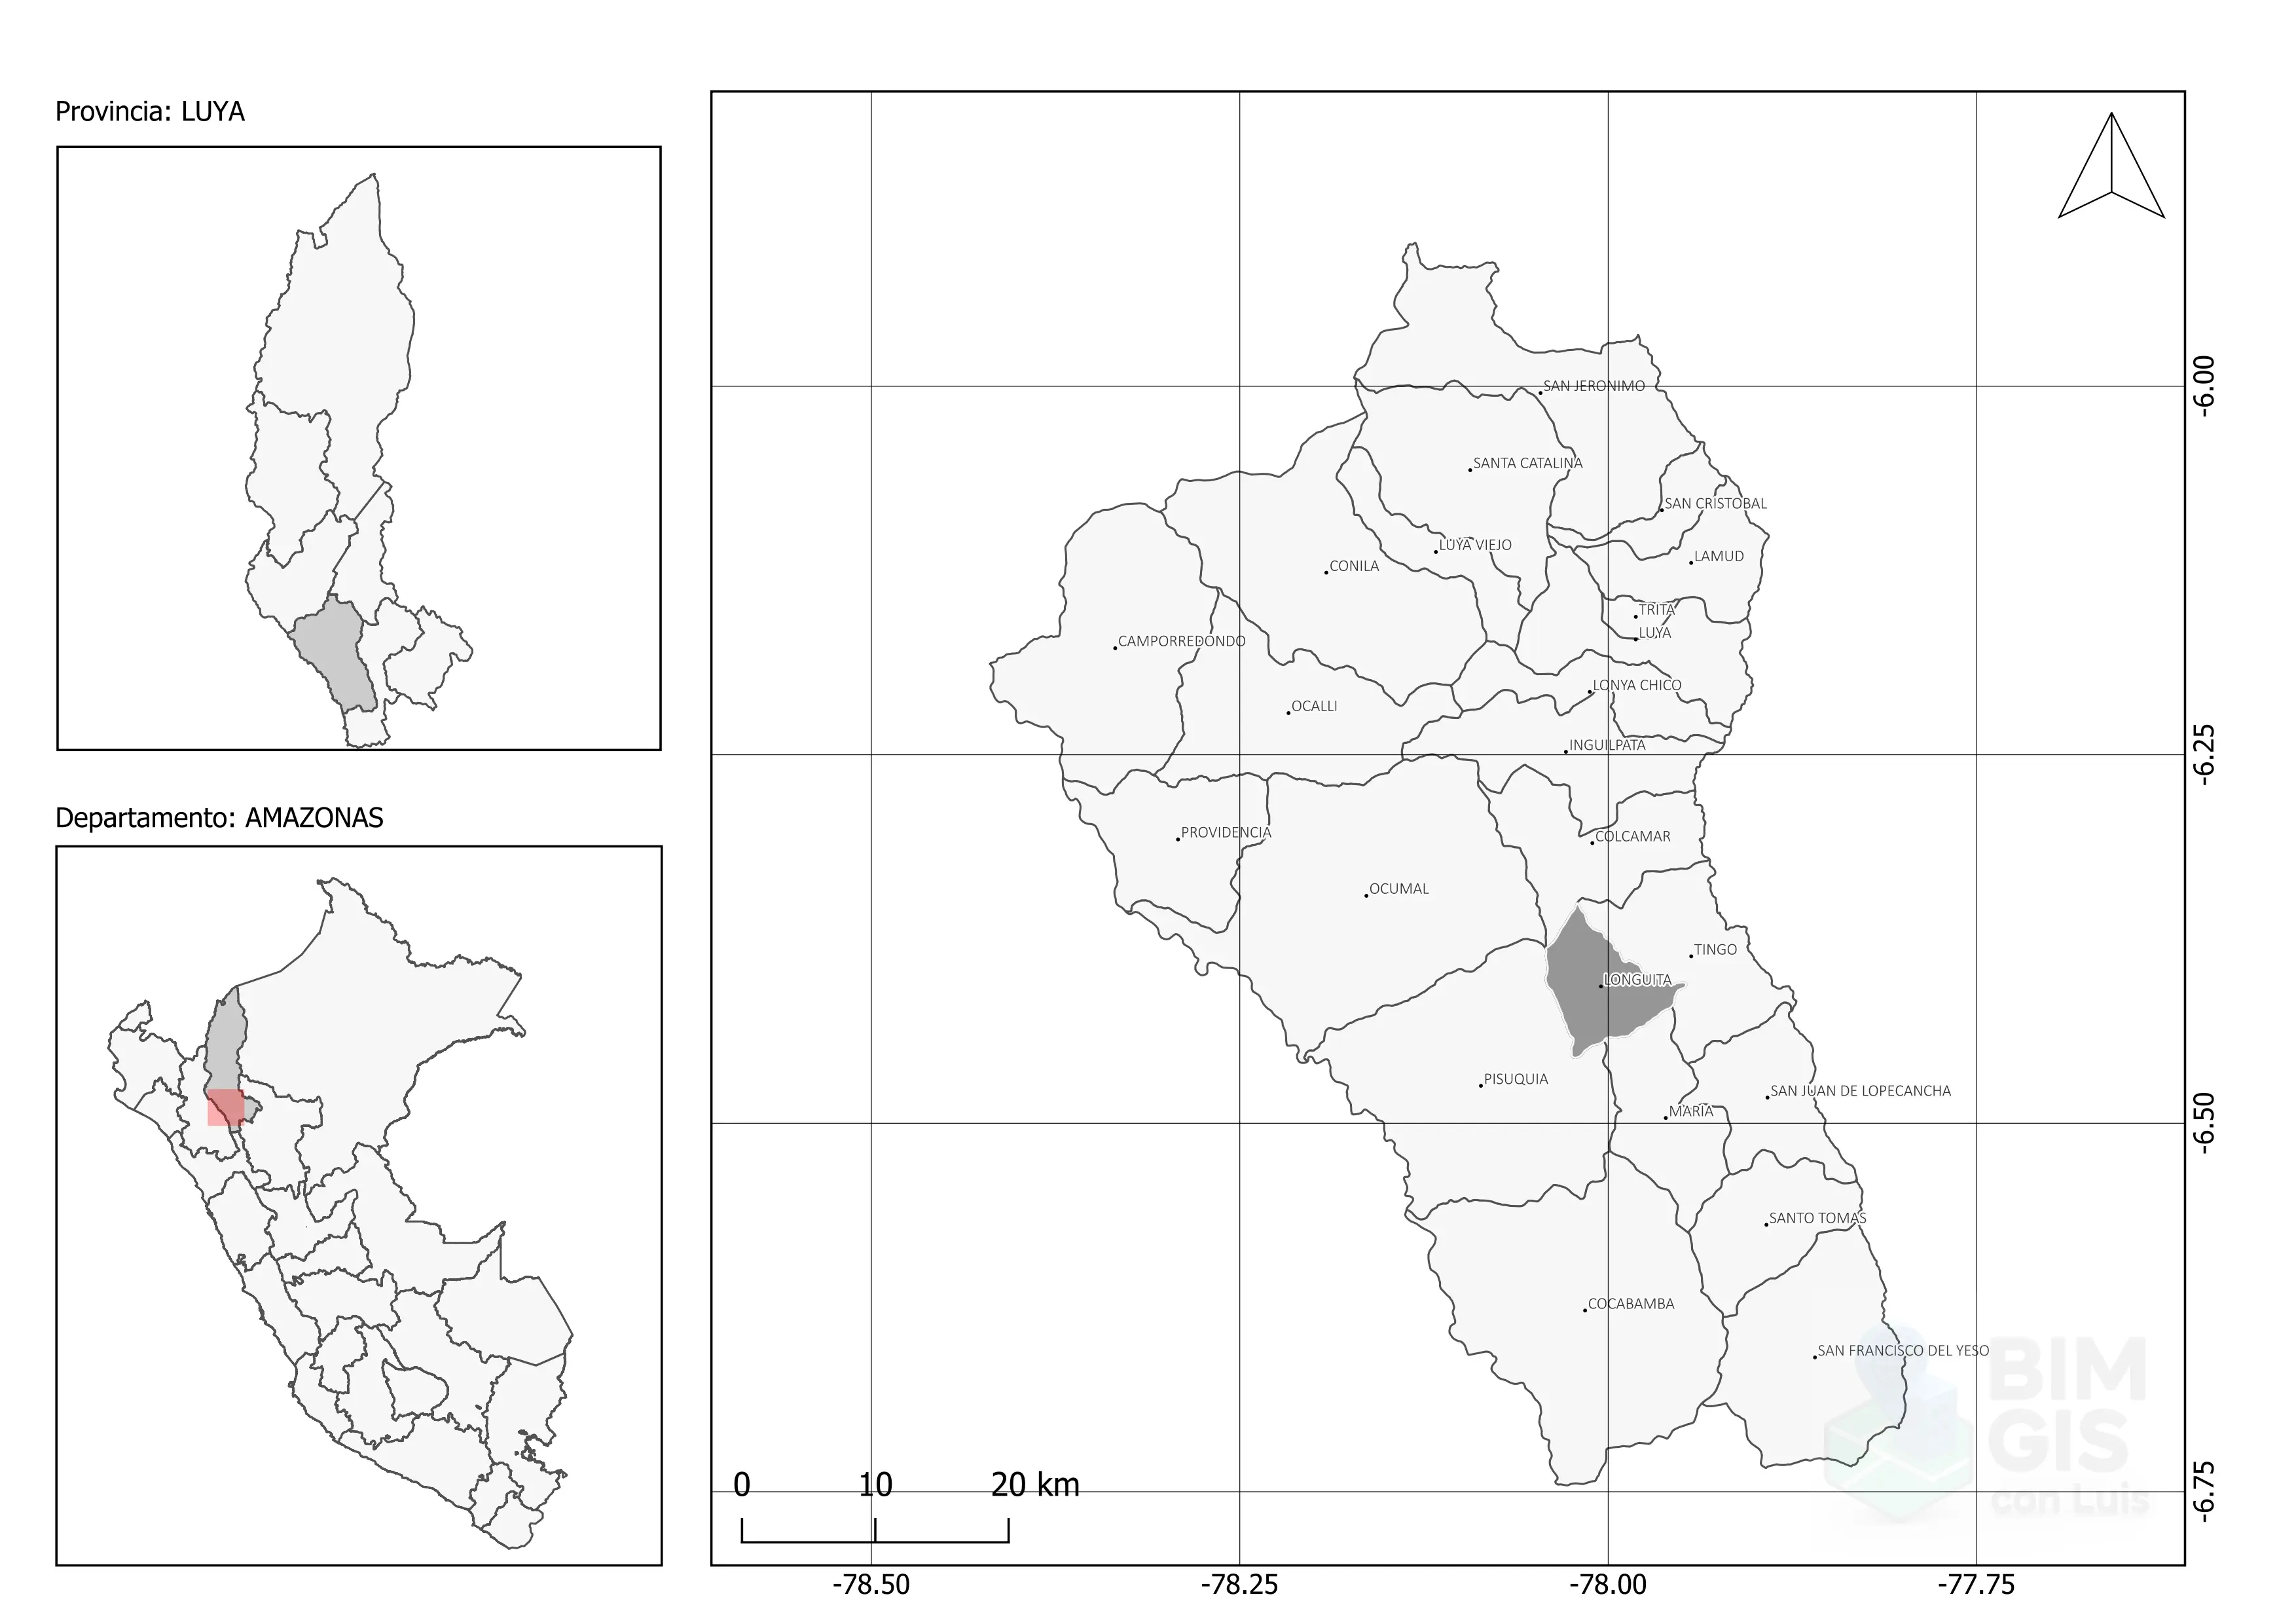 Provincia: LUYA
Departamento: AMAZONAS
SAN JERONIMO
SANTA CATALINA
SAN CRISTOBAL
LUYA VIEJO
LAMUD
CONILA
TRITA
LUYA
CAMPORREDONDO
LONYA CHICO
OCALLI
INGUILPATA
PROVIDENCIA
COLCAMAR
OCUMAL
TINGO
LONGUITA
PISUQUIA
SAN JUAN DE LOPECANCHA
MARIA
SANTO TOMAS
COCABAMBA
SAN FRANCISCO DEL YESO
BIM
GIS
con Luis
0 10 20 km
-6.00
-6.25
-6.50
-6.75
-78.50 -78.25 -78.00 -77.75